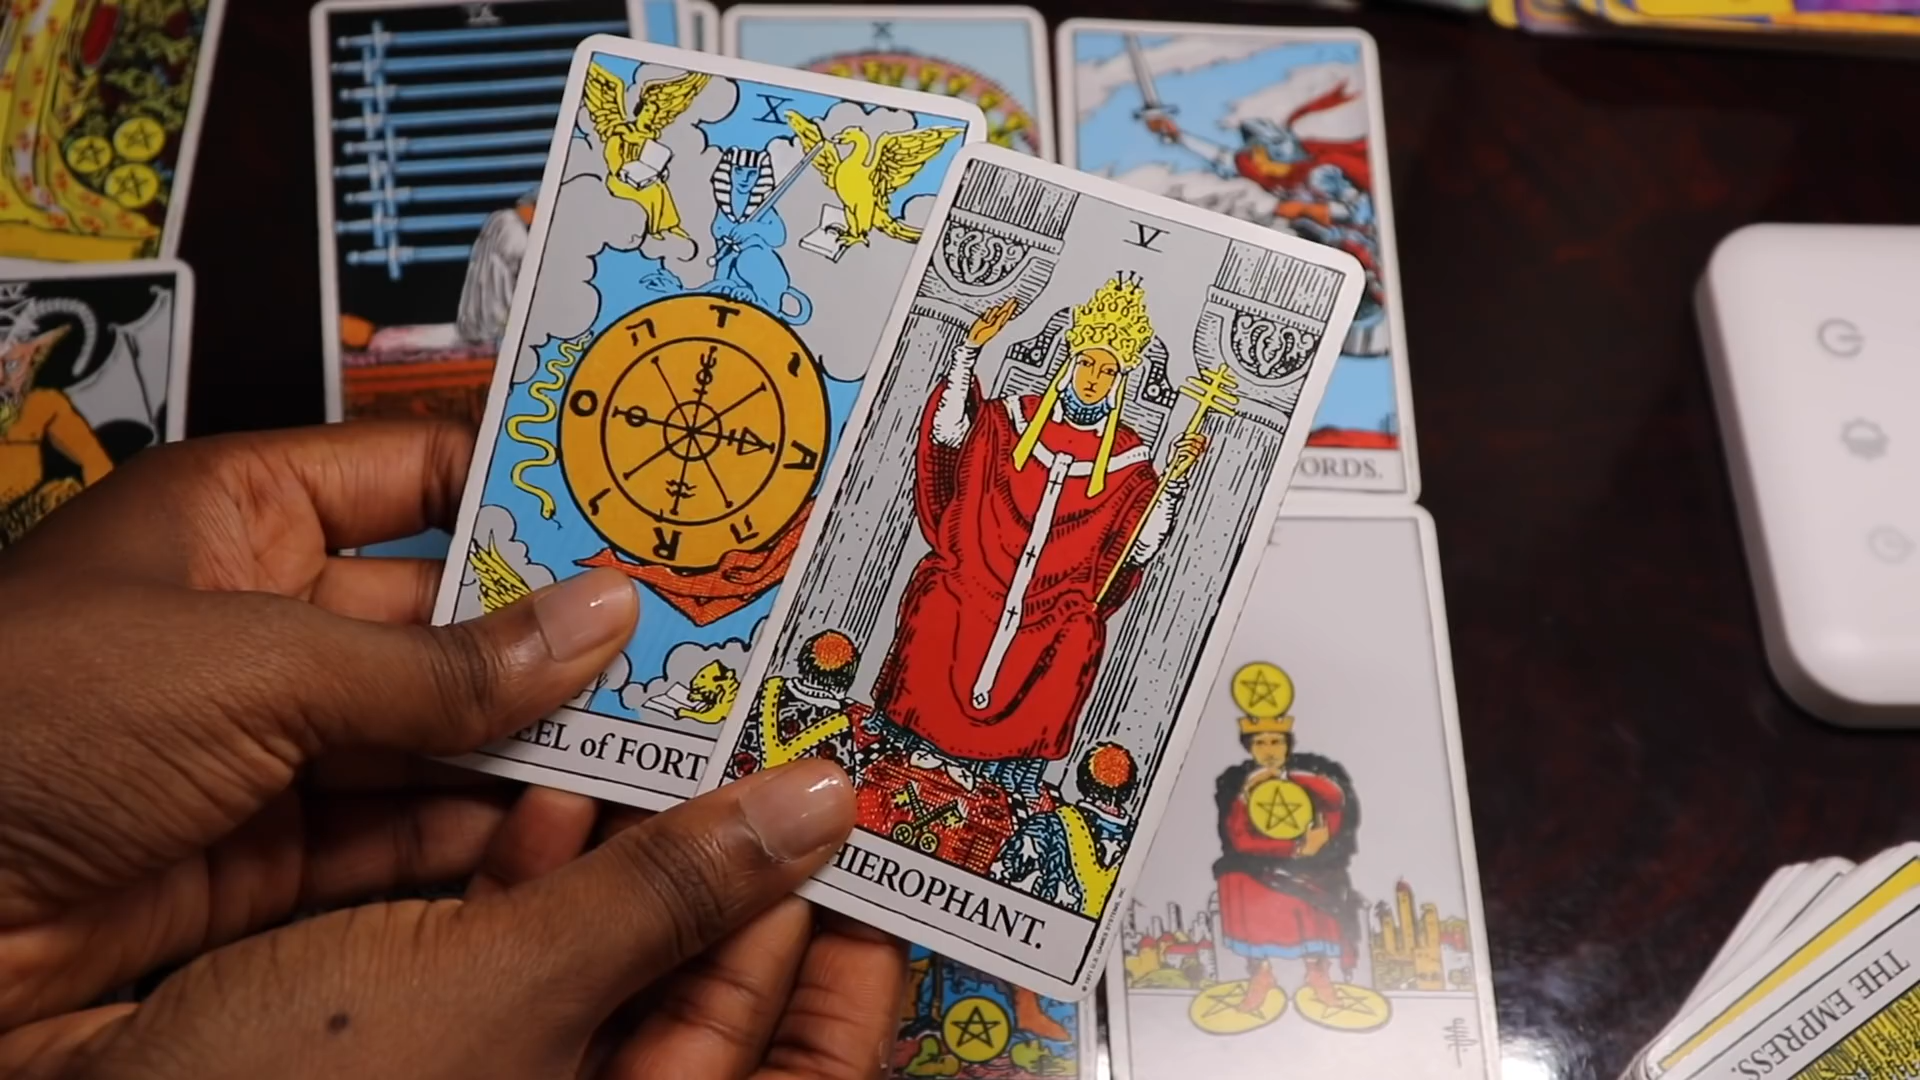 X
X
V
T
A
R
O
EEL of FORT
HIEROPHANT.
ORDS.
THE EMPRESS.